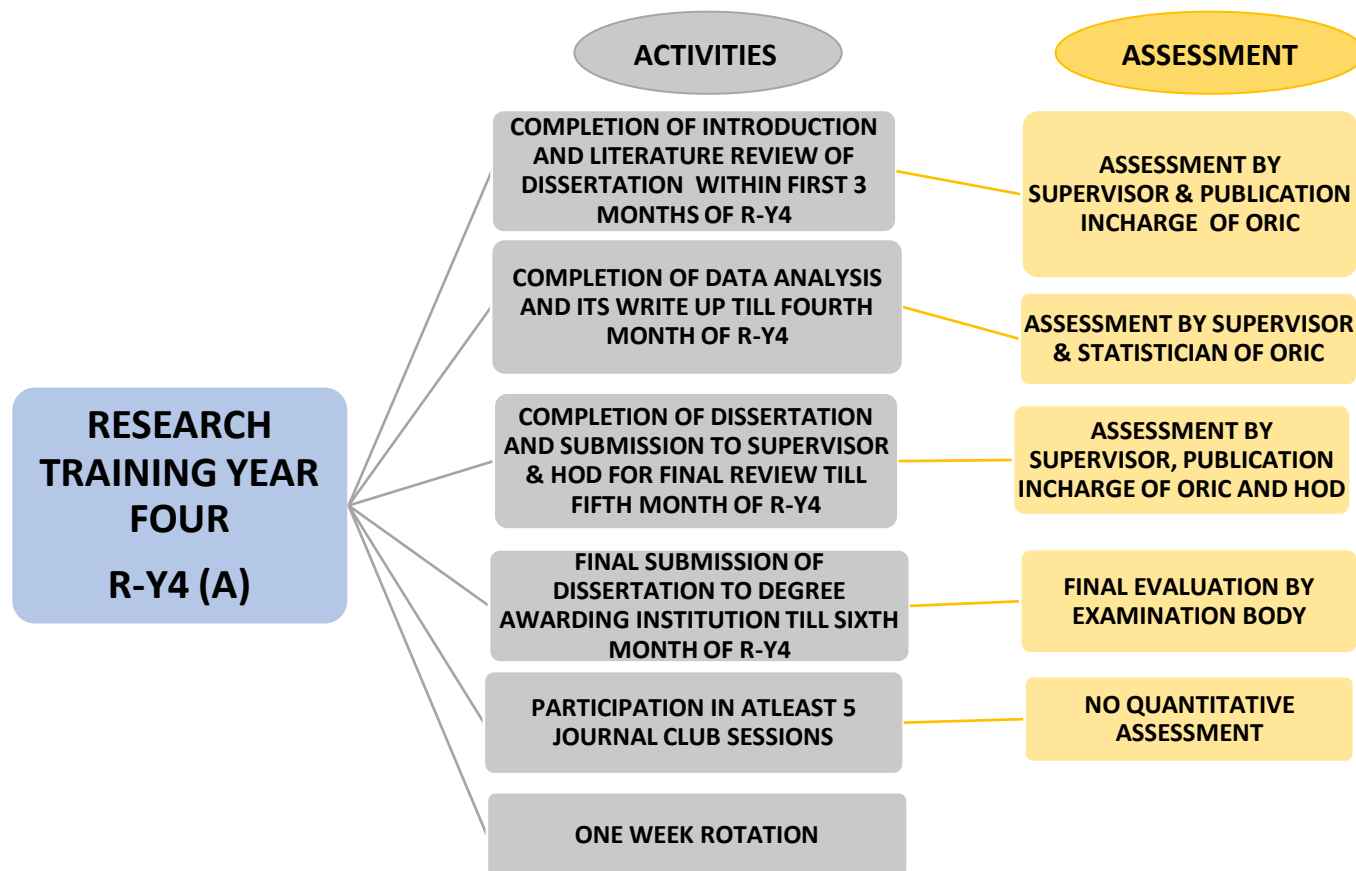 ACTIVITIES
ASSESSMENT
COMPLETION OF INTRODUCTION
AND LITERATURE REVIEW OF
DISSERTATION WITHIN FIRST 3
MONTHS OF R-Y4
ASSESSMENT BY
SUPERVISOR & PUBLICATION
INCHARGE OF ORIC
COMPLETION OF DATA ANALYSIS
AND ITS WRITE UP TILL FOURTH
MONTH OF R-Y4
ASSESSMENT BY SUPERVISOR
& STATISTICIAN OF ORIC
RESEARCH
TRAINING YEAR
FOUR
R-Y4 (A)
COMPLETION OF DISSERTATION
AND SUBMISSION TO SUPERVISOR
& HOD FOR FINAL REVIEW TILL
FIFTH MONTH OF R-Y4
ASSESSMENT BY
SUPERVISOR, PUBLICATION
INCHARGE OF ORIC AND HOD
FINAL SUBMISSION OF
DISSERTATION TO DEGREE
AWARDING INSTITUTION TILL SIXTH
MONTH OF R-Y4
FINAL EVALUATION BY
EXAMINATION BODY
PARTICIPATION IN ATLEAST 5
JOURNAL CLUB SESSIONS
NO QUANTITATIVE
ASSESSMENT
ONE WEEK ROTATION